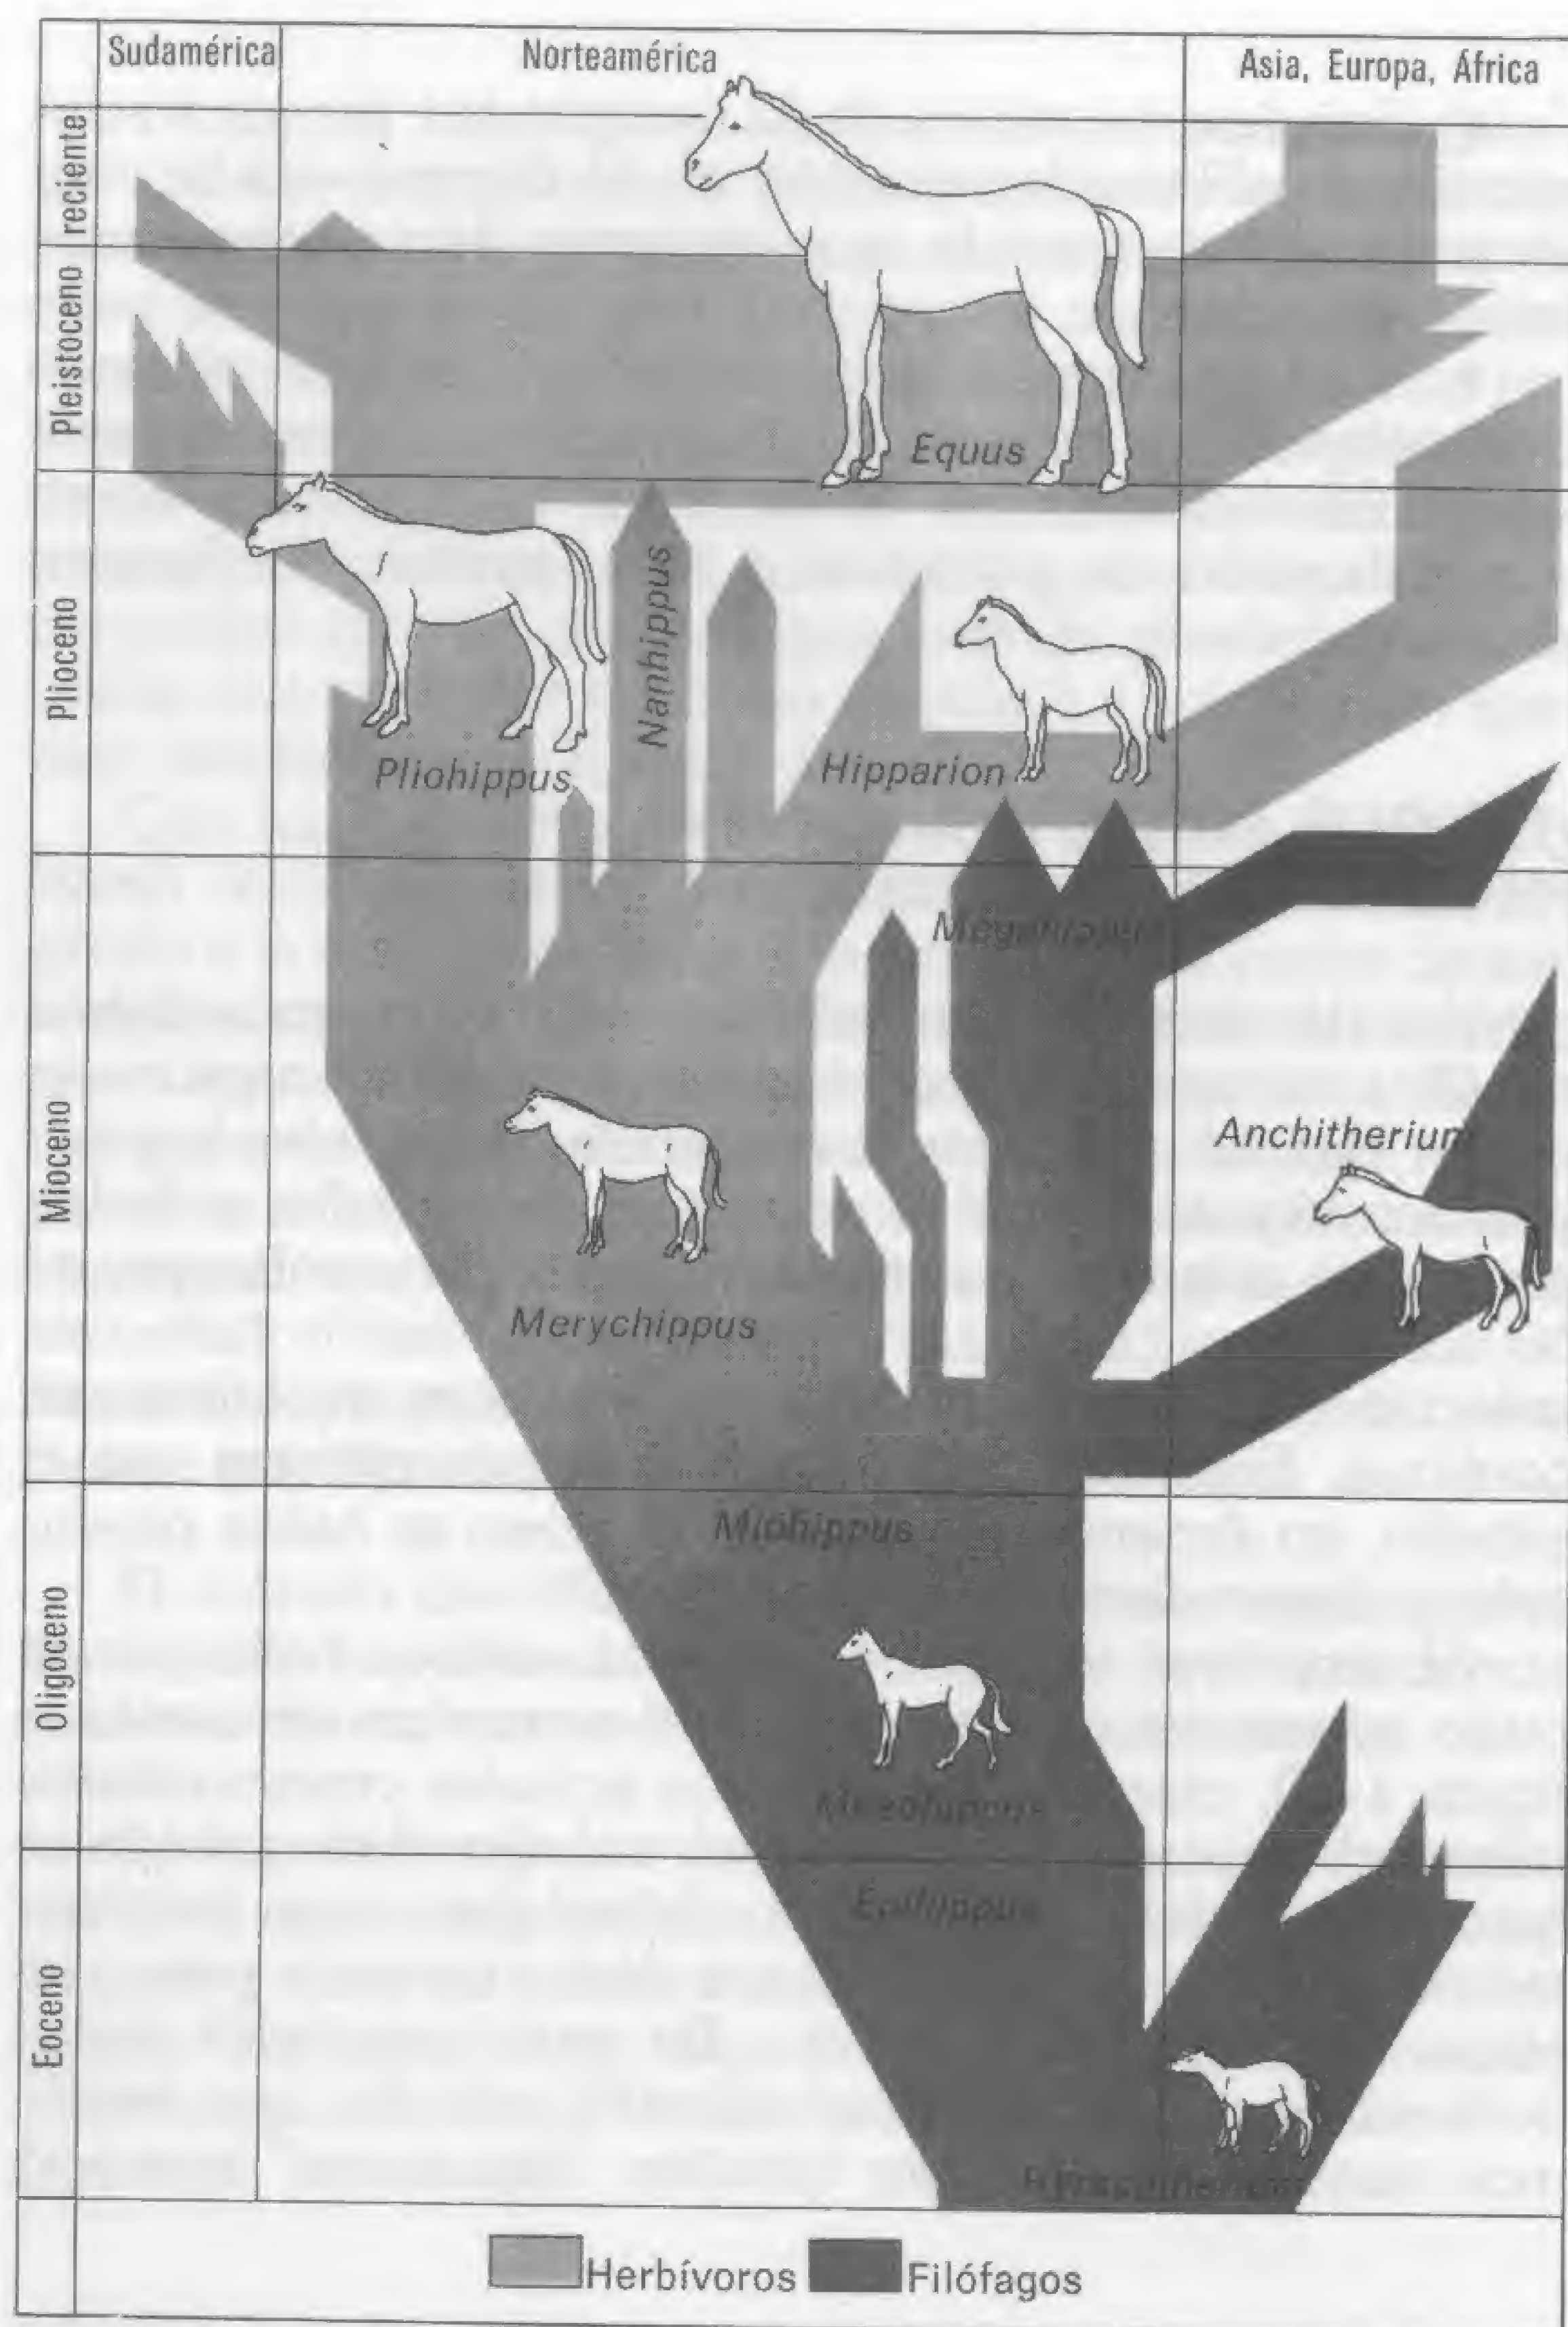 Sudamérica
Norteamérica
Asia, Europa, África
reciente
Pleistoceno
Equus
Plioceno
Nanhippus
Pliohippus
Hipparion
Mioceno
Anchitherium
Merychippus
Oligoceno
Miohippus
Eoceno
Epihippus
Herbívoros
Filófagos